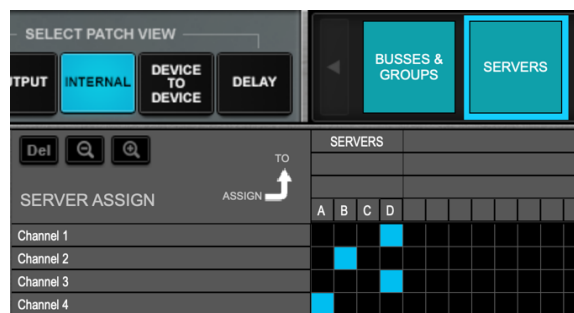 SELECT PATCH VIEW
TPUT
INTERNAL
DEVICE
TO
DEVICE
DELAY
BUSSES &
GROUPS
SERVERS
Del
TO
ASSIGN
SERVER ASSIGN
SERVERS
A B C D
Channel 1
Channel 2
Channel 3
Channel 4